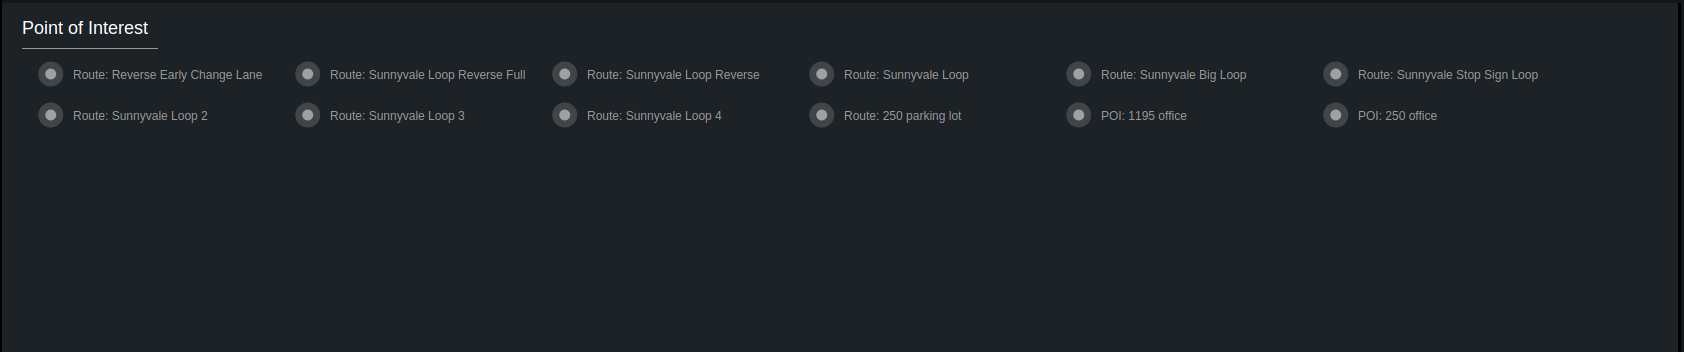 Point of Interest
Route: Reverse Early Change Lane
Route: Sunnyvale Loop Reverse Full
Route: Sunnyvale Loop Reverse
Route: Sunnyvale Loop
Route: Sunnyvale Big Loop
Route: Sunnyvale Stop Sign Loop
Route: Sunnyvale Loop 2
Route: Sunnyvale Loop 3
Route: Sunnyvale Loop 4
Route: 250 parking lot
POI: 1195 office
POI: 250 office